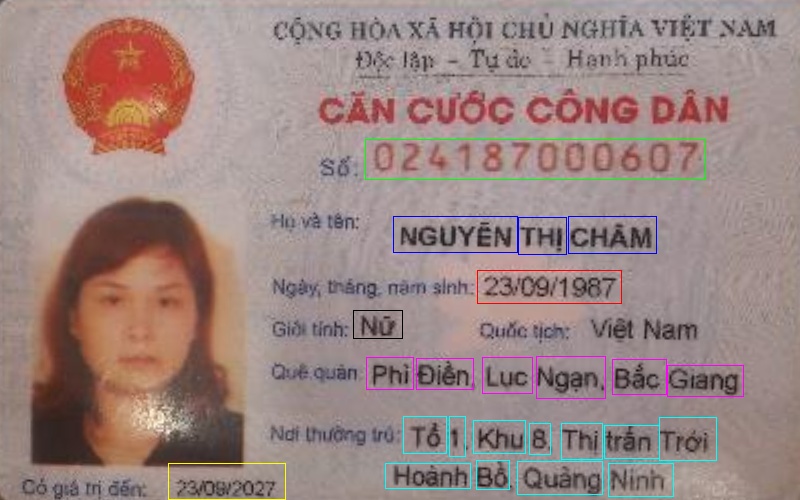 CỘNG HÒA XÃ HỘI CHỦ NGHĨA VIỆT NAM
Độc lập - Tự do - Hạnh phúc
CĂN CƯỚC CÔNG DÂN
Số: 024187000607
Họ và tên: NGUYỄN THỊ CHÂM
Ngày, tháng, năm sinh: 23/09/1987
Giới tính: Nữ Quốc tịch: Việt Nam
Quê quán: Phì Điền, Lục Ngạn, Bắc Giang
Nơi thường trú: Tổ 1, Khu 8, Thị trấn Trới
Hoành Bồ, Quảng Ninh
Có giá trị đến: 23/09/2027